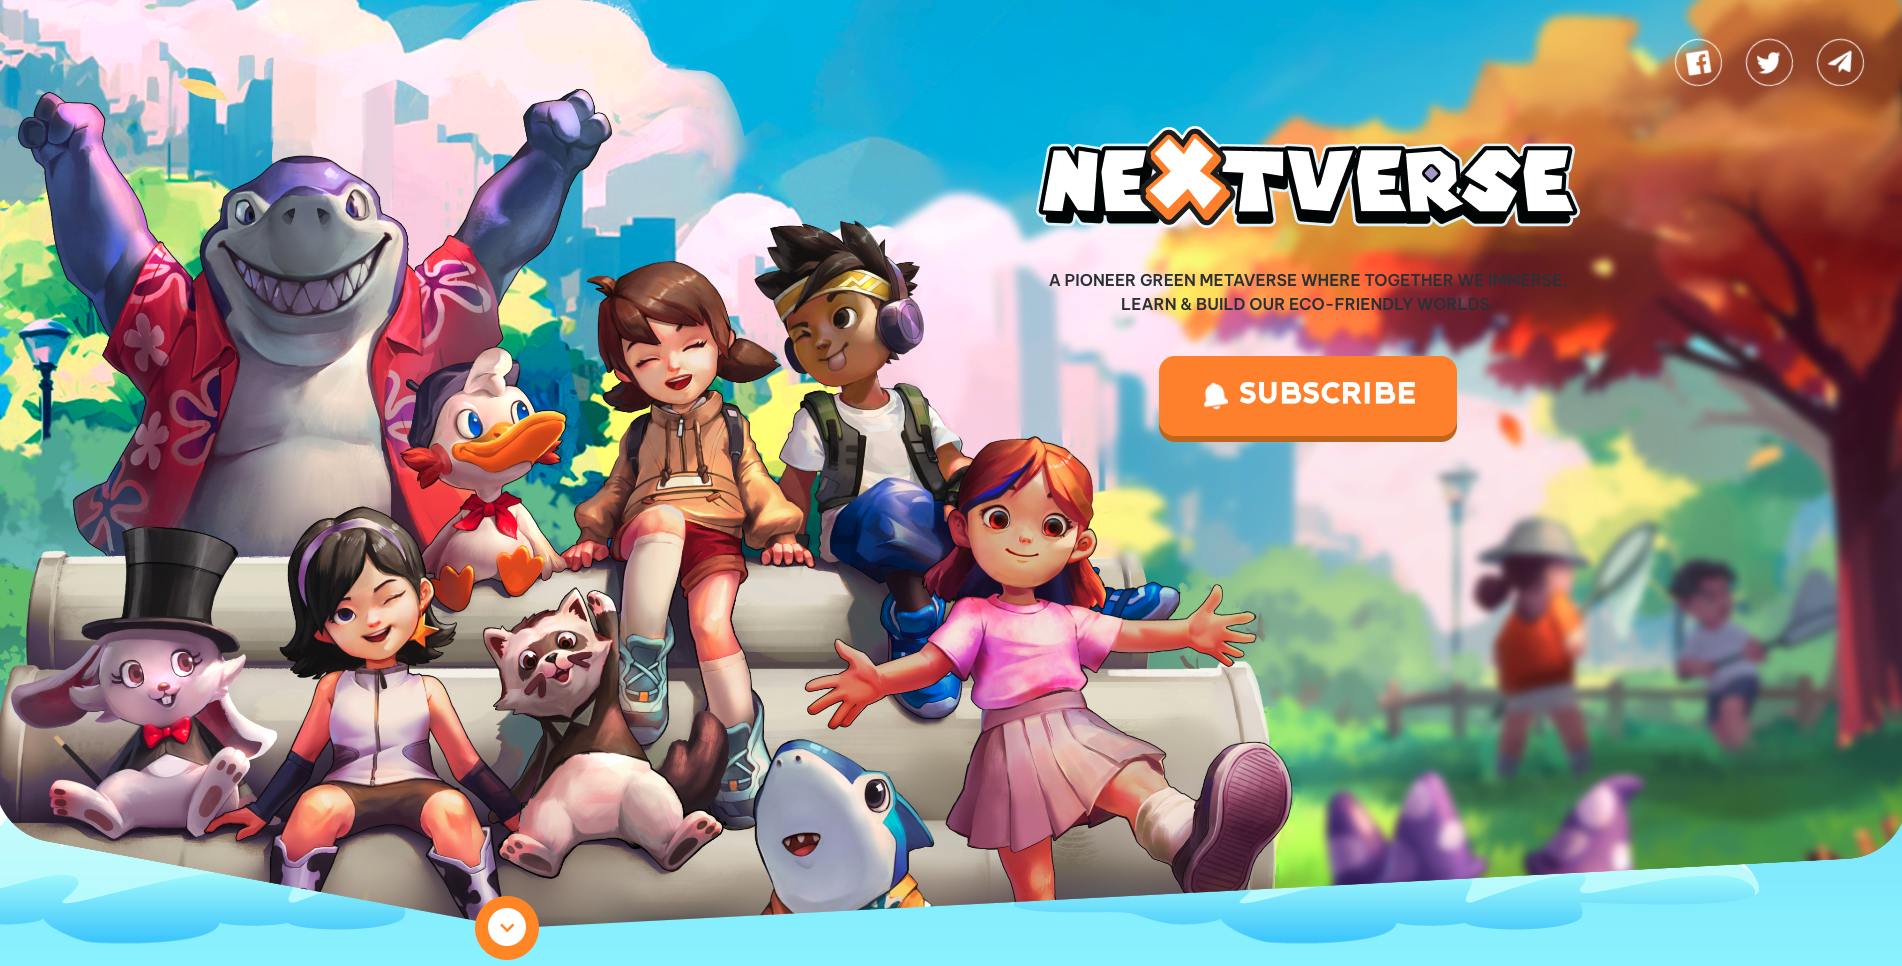 NEXTVERSE
A PIONEER GREEN METAVERSE WHERE TOGETHER WE IMMERSE,
LEARN & BUILD OUR ECO-FRIENDLY WORLDS.
SUBSCRIBE